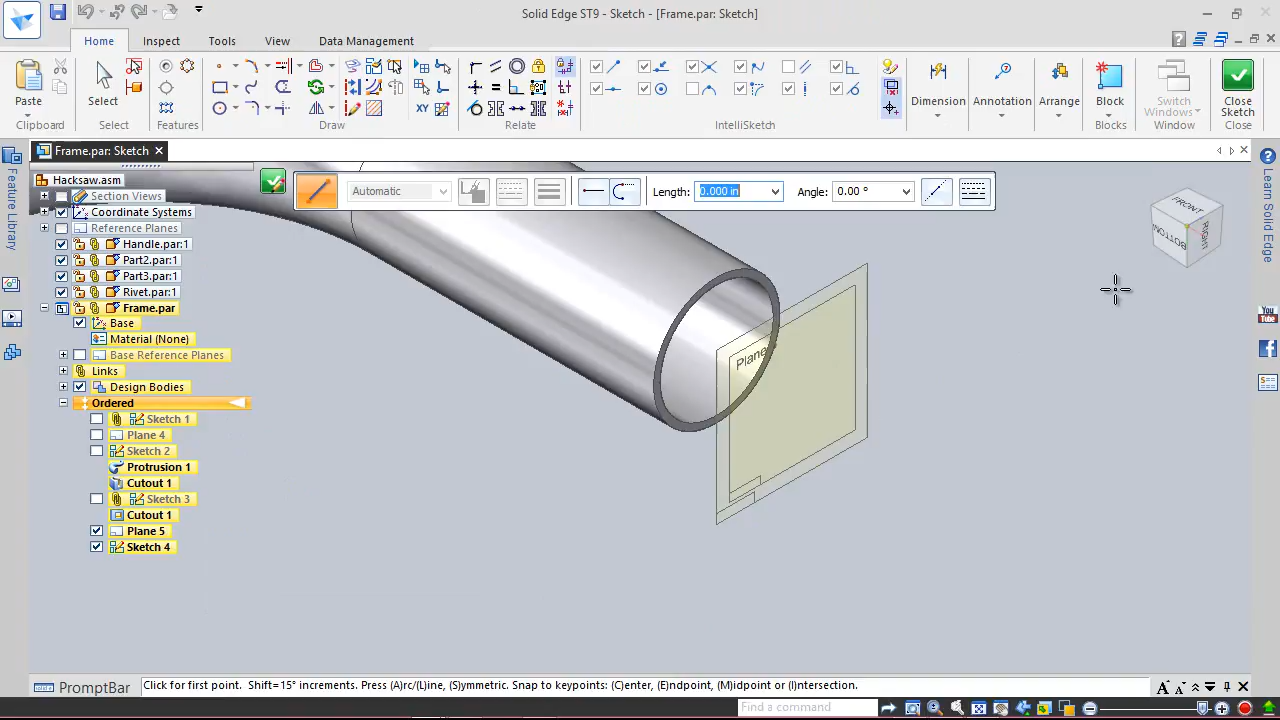 Solid Edge ST9 - Sketch - [Frame.par: Sketch]
Home Inspect Tools View Data Management
Paste
Select
Dimension
Annotation
Arrange
Block
Switch Windows
Close Sketch
Clipboard Select Features Draw Relate IntelliSketch Blocks Window Close
Frame.par: Sketch
Hacksaw.asm
Automatic Length: 0.000 in Angle: 0.00 °
Section Views
Coordinate Systems
Reference Planes
Handle.par:1
Part2.par:1
Part3.par:1
Rivet.par:1
Frame.par
Base
Material (None)
Base Reference Planes
Links
Design Bodies
Ordered
Sketch 1
Plane 4
Sketch 2
Protrusion 1
Cutout 1
Sketch 3
Cutout 1
Plane 5
Sketch 4
Feature Library
Plane
FRONT
BOTTOM
RIGHT
Learn Solid Edge
You Tube
PromptBar Click for first point. Shift=15° increments. Press (A)rc/(L)ine, (S)ymmetric. Snap to keypoints: (C)enter, (E)ndpoint, (M)idpoint or (I)ntersection.
Find a command